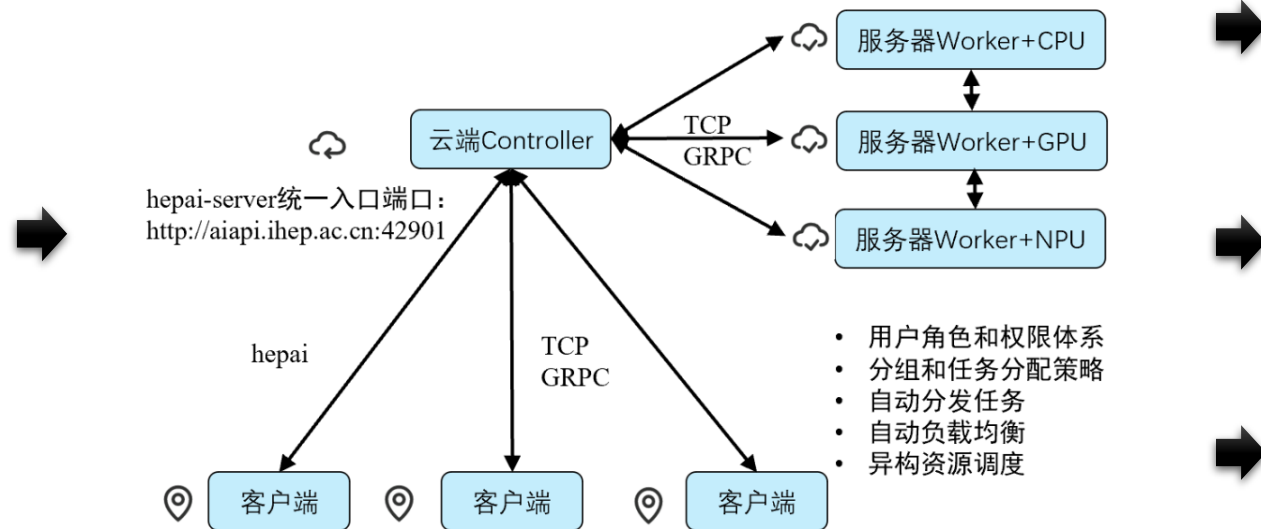 服务器Worker+CPU
云端Controller
TCP
GRPC
服务器Worker+GPU
hepai-server统一入口端口：
http://aiapi.ihep.ac.cn:42901
服务器Worker+NPU
hepai
TCP
GRPC
• 用户角色和权限体系
• 分组和任务分配策略
• 自动分发任务
• 自动负载均衡
• 异构资源调度
客户端
客户端
客户端